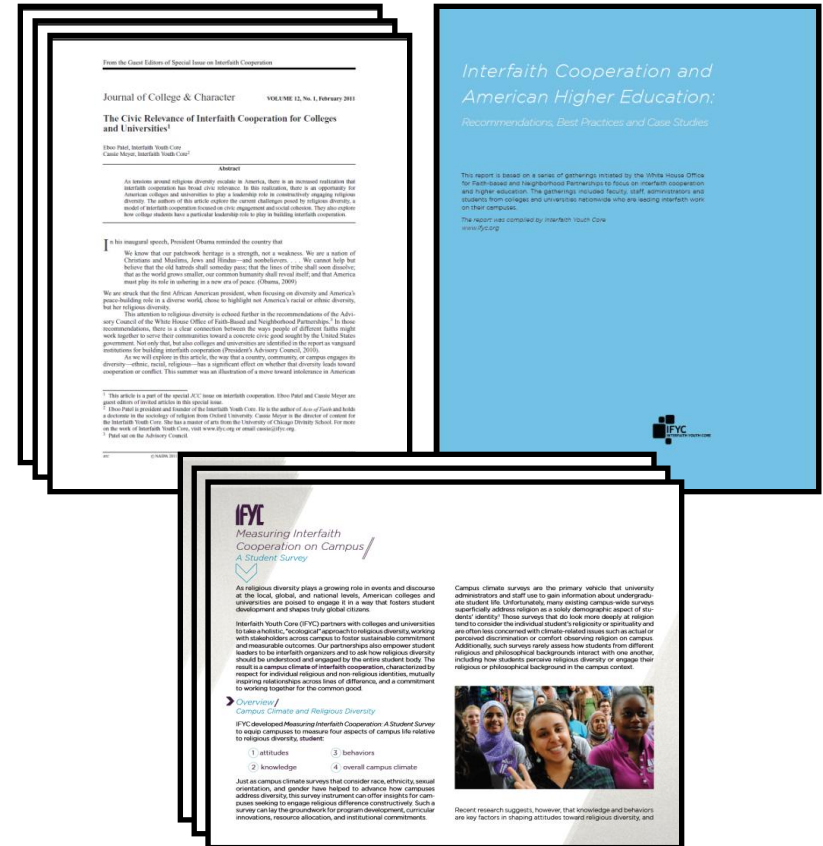 From the Guest Editors of Special Issue on Interfaith Cooperation
Journal of College & Character VOLUME 12, No. 1, February 2011
The Civic Relevance of Interfaith Cooperation for Colleges
and Universities1
Eboo Patel, Interfaith Youth Core
Cassie Meyer, Interfaith Youth Core2
Abstract
As tensions around religious diversity escalate in America, there is an increased realization that
interfaith cooperation has broad civic relevance. In this realization, there is an opportunity for
American colleges and universities to play a leadership role in constructively engaging religious
diversity. The authors of this article explore the current challenges posed by religious diversity, a
model of interfaith cooperation focused on civic engagement and social cohesion. They also explore
how college students have a particular leadership role to play in building interfaith cooperation.
In his inaugural speech, President Obama reminded the country that
We know that our patchwork heritage is a strength, not a weakness. We are a nation of
Christians and Muslims, Jews and Hindus—and nonbelievers. . . . We cannot help but
believe that the old hatreds shall someday pass; that the lines of tribe shall soon dissolve;
that as the world grows smaller, our common humanity shall reveal itself; and that America
must play its role in ushering in a new era of peace. (Obama, 2009)
We are struck that the first African American president, when focusing on diversity and America's
peace-building role in a diverse world, chose to highlight not America's racial or ethnic diversity,
but her religious diversity.
This attention to religious diversity is echoed further in the recommendations of the Advi-
sory Council of the White House Office of Faith-Based and Neighborhood Partnerships.3 In those
recommendations, there is a clear connection between the ways people of different faiths might
work together to serve their communities toward a concrete civic good sought by the United States
government. Not only that, but also colleges and universities are identified in the report as vanguard
institutions for building interfaith cooperation (President's Advisory Council, 2010).
As we will explore in this article, the way that a country, community, or campus engages its
diversity—ethnic, racial, religious—has a significant effect on whether that diversity leads toward
cooperation or conflict. This summer was an illustration of a move toward intolerance in American
1 This article is a part of the special JCC issue on interfaith cooperation. Eboo Patel and Cassie Meyer are
guest editors of invited articles in this special issue.
2 Eboo Patel is president and founder of the Interfaith Youth Core. He is the author of Acts of Faith and holds
a doctorate in the sociology of religion from Oxford University. Cassie Meyer is the director of content for
the Interfaith Youth Core. She has a master of arts from the University of Chicago Divinity School. For more
on the work of Interfaith Youth Core, visit www.ifyc.org or email cassie@ifyc.org.
3 Patel sat on the Advisory Council.
Interfaith Cooperation and
American Higher Education:
Recommendations, Best Practices and Case Studies
This report is based on a series of gatherings initiated by the White House Office
for Faith-based and Neighborhood Partnerships to focus on interfaith cooperation
and higher education. The gatherings included faculty, staff, administrators and
students from colleges and universities nationwide who are leading interfaith work
on their campuses.
The report was compiled by Interfaith Youth Core
www.ifyc.org
IFYC
INTERFAITH YOUTH CORE
IFYC
Measuring Interfaith
Cooperation on Campus/
A Student Survey
As religious diversity plays a growing role in events and discourse
at the local, global, and national levels, American colleges and
universities are poised to engage it in a way that fosters student
development and shapes truly global citizens.
Interfaith Youth Core (IFYC) partners with colleges and universities
to take a holistic, "ecological" approach to religious diversity, working
with stakeholders across campus to foster sustainable commitment
and measurable outcomes. Our partnerships also empower student
leaders to be interfaith organizers and to ask how religious diversity
should be understood and engaged by the entire student body. The
result is a campus climate of interfaith cooperation, characterized by
respect for individual religious and non-religious identities, mutually
inspiring relationships across lines of difference, and a commitment
to working together for the common good.
Overview/
Campus Climate and Religious Diversity
IFYC developed Measuring Interfaith Cooperation: A Student Survey
to equip campuses to measure four aspects of campus life relative
to religious diversity, student:
1 attitudes 3 behaviors
2 knowledge 4 overall campus climate
Just as campus climate surveys that consider race, ethnicity, sexual
orientation, and gender have helped to advance how campuses
address diversity, this survey instrument can offer insights for cam-
puses seeking to engage religious difference constructively. Such a
survey can lay the groundwork for program development, curricular
innovations, resource allocation, and institutional commitments.
Campus climate surveys are the primary vehicle that university
administrators and staff use to gain information about undergradu-
ate student life. Unfortunately, many existing campus-wide surveys
superficially address religion as a solely demographic aspect of stu-
dents' identity.1 Those surveys that do look more deeply at religion
tend to consider the individual student's religiosity or spirituality and
are often less concerned with climate-related issues such as actual or
perceived discrimination or comfort observing religion on campus.
Additionally, such surveys rarely assess how students from different
religious and philosophical backgrounds interact with one another,
including how students perceive religious diversity or engage their
religious or philosophical background in the campus context.
Recent research suggests, however, that knowledge and behaviors
are key factors in shaping attitudes toward religious diversity, and